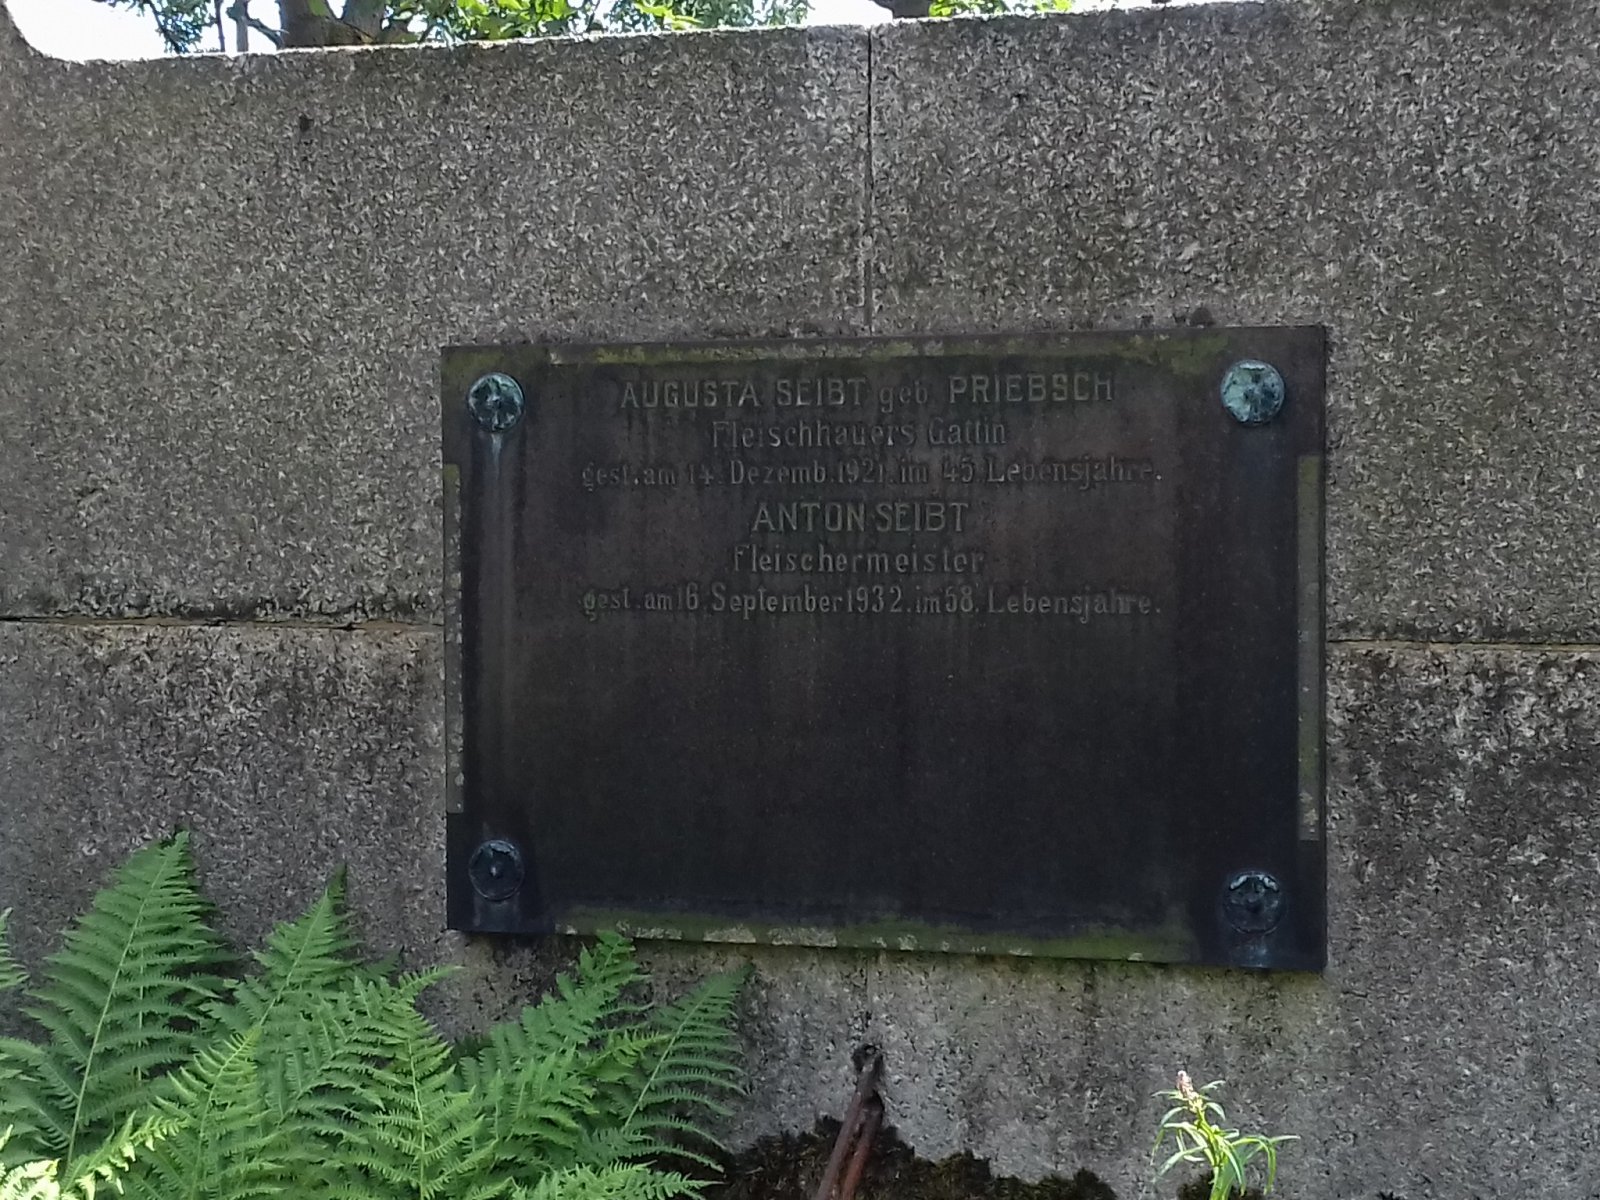 AUGUSTA SEIBT geb PRIEBSCH
Fleischhauers Gattin
gest. am 14. Dezemb. 1921. im 45. Lebensjahre.
ANTON SEIBT
Fleischermeister
gest. am 16. September 1932. im 58. Lebensjahre.